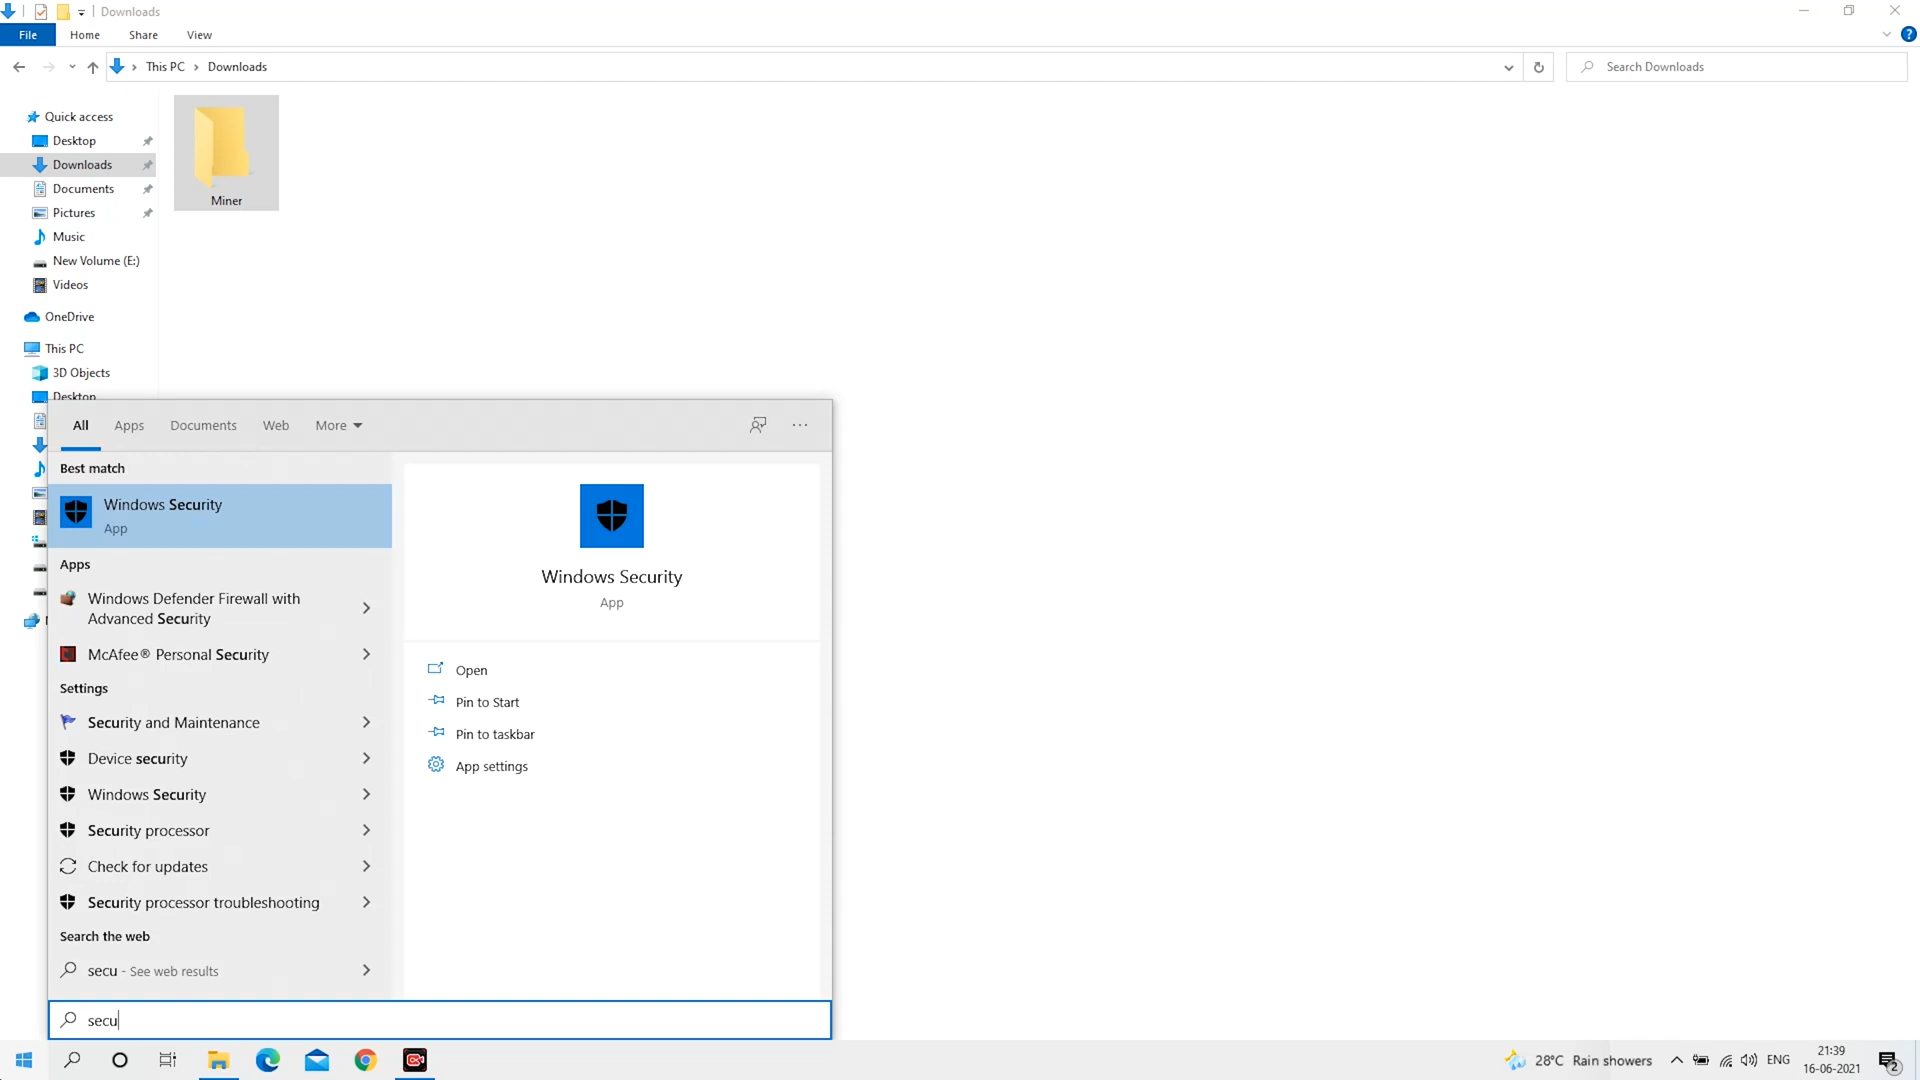 Downloads
File Home Share View
This PC Downloads
Search Downloads
Quick access
Desktop
Downloads
Documents
Pictures
Music
New Volume (E:)
Videos
OneDrive
This PC
3D Objects
Desktop
Miner
All Apps Documents Web More
Best match
Windows Security
App
Apps
Windows Defender Firewall with
Advanced Security
McAfee® Personal Security
Settings
Security and Maintenance
Device security
Windows Security
Security processor
Check for updates
Security processor troubleshooting
Search the web
secu - See web results
Windows Security
App
Open
Pin to Start
Pin to taskbar
App settings
secu
28°C Rain showers
ENG
21:39
16-06-2021
2